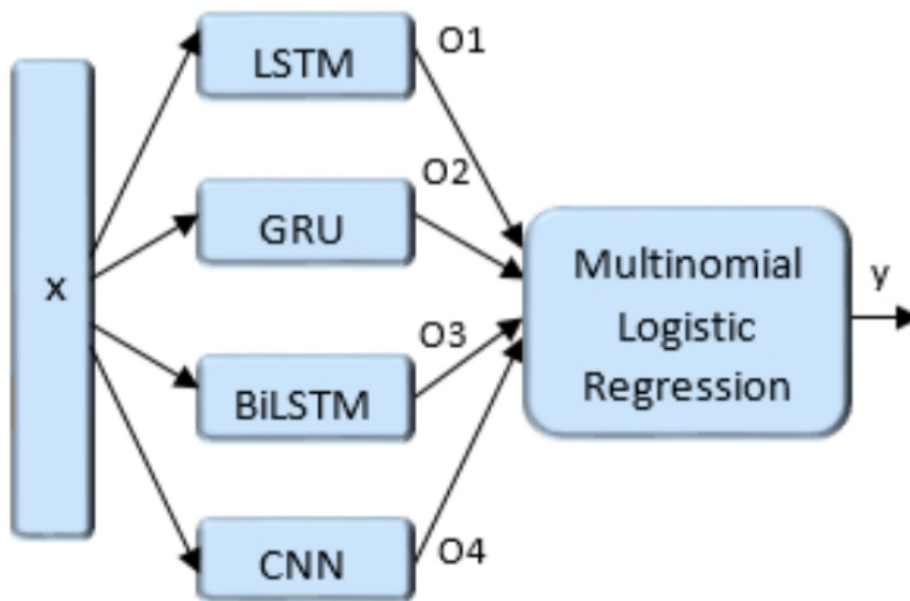 x
LSTM
O1
GRU
O2
BiLSTM
O3
CNN
O4
Multinomial
Logistic
Regression
y